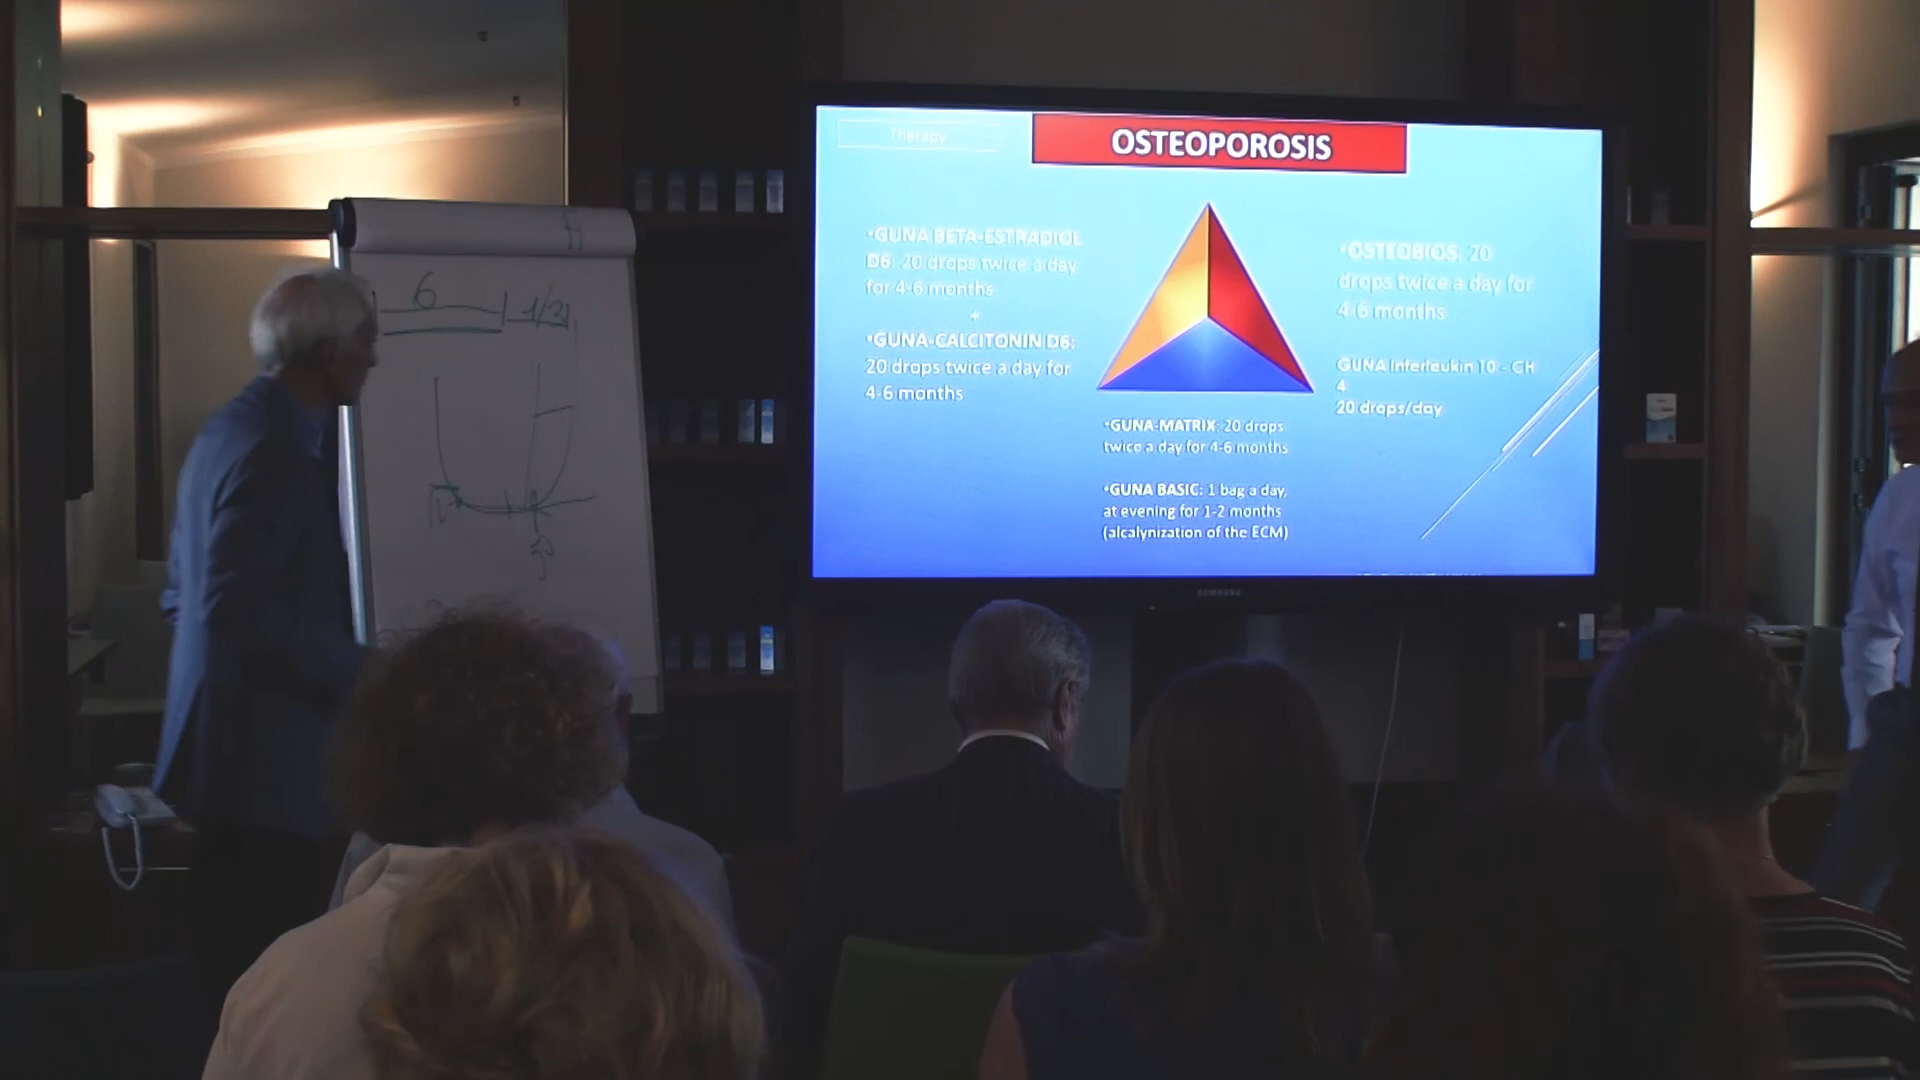 6
1/2
Therapy
OSTEOPOROSIS
•GUNA BETA-ESTRADIOL
D6: 20 drops twice a day
for 4-6 months
+
•GUNA-CALCITONIN D6:
20 drops twice a day for
4-6 months
•GUNA-MATRIX: 20 drops
twice a day for 4-6 months
•GUNA BASIC: 1 bag a day,
at evening for 1-2 months
(alcalynization of the ECM)
•OSTEOBIOS: 20
drops twice a day for
4-6 months
GUNA Interleukin 10 - CH
4
20 drops/day
SAMSUNG